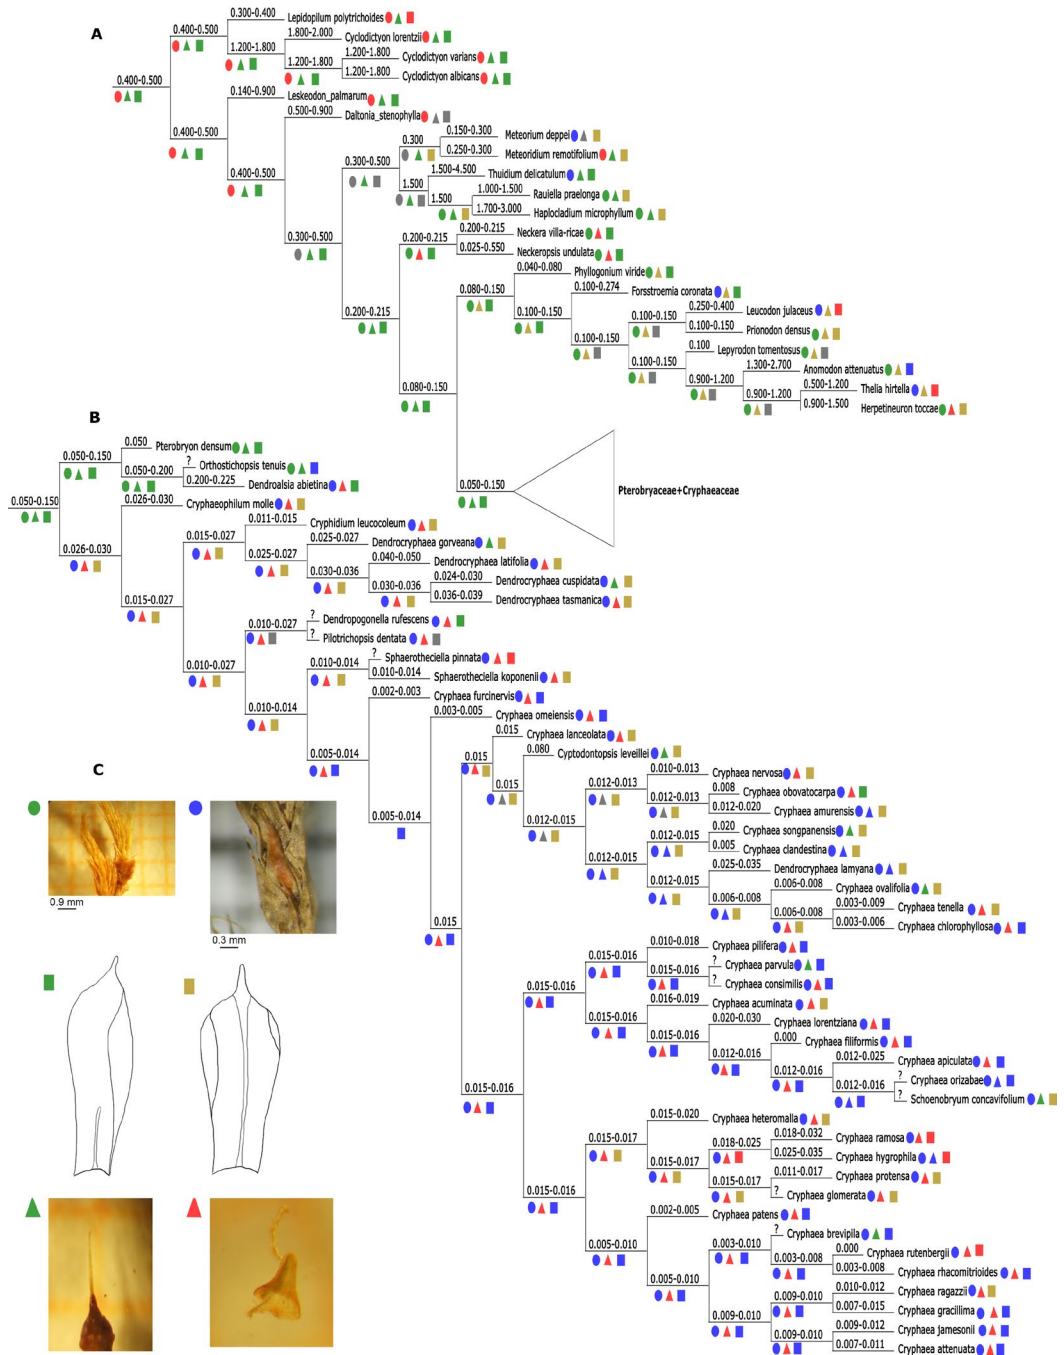 A
0.400-0.500
0.400-0.500
0.300-0.400
Lepidopilum polytrichoides
1.200-1.800
1.800-2.000
Cyclodictyon lorentzii
1.200-1.800
1.200-1.800
Cyclodictyon varians
1.200-1.800
Cyclodictyon albicans
0.400-0.500
0.140-0.900
Leskeodon_palmarum
0.400-0.500
0.500-0.900
Daltonia_stenophylla
0.300-0.500
0.300-0.500
0.300
0.150-0.300
Meteorium deppei
0.250-0.300
Meteoridium remotifolium
1.500
1.500-4.500
Thuidium delicatulum
1.500
1.000-1.500
Rauiella praelonga
1.700-3.000
Haplocladium microphyllum
0.200-0.215
0.200-0.215
0.200-0.215
Neckera villa-ricae
0.025-0.550
Neckeropsis undulata
0.080-0.150
0.080-0.150
0.040-0.080
Phyllogonium viride
0.100-0.150
0.100-0.274
Forsstroemia coronata
0.100-0.150
0.100-0.150
0.250-0.400
Leucodon julaceus
0.100-0.150
Prionodon densus
0.100-0.150
0.100
Lepyrodon tomentosus
0.900-1.200
1.300-2.700
Anomodon attenuatus
0.900-1.200
0.500-1.200
Thelia hirtella
0.900-1.500
Herpetineuron toccae
0.050-0.150
Pterobryaceae+Cryphaeaceae
B
0.050-0.150
0.050-0.150
0.050
Pterobryon densum
0.050-0.200
?
Orthostichopsis tenuis
0.200-0.225
Dendroalsia abietina
0.026-0.030
0.026-0.030
Cryphaeophilum molle
0.015-0.027
0.015-0.027
0.011-0.015
Cryphidium leucocoleum
0.025-0.027
0.025-0.027
Dendrocryphaea gorveana
0.030-0.036
0.040-0.050
Dendrocryphaea latifolia
0.030-0.036
0.024-0.030
Dendrocryphaea cuspidata
0.036-0.039
Dendrocryphaea tasmanica
0.010-0.027
0.010-0.027
?
Dendropogonella rufescens
?
Pilotrichopsis dentata
0.010-0.014
0.010-0.014
?
Sphaerotheciella pinnata
0.010-0.014
Sphaerotheciella koponenii
0.005-0.014
0.002-0.003
Cryphaea furcinervis
0.005-0.014
0.003-0.005
Cryphaea omeiensis
0.015
0.015
0.015
Cryphaea lanceolata
0.015
0.080
Cyptodontopsis leveillei
0.012-0.015
0.012-0.013
0.010-0.013
Cryphaea nervosa
0.012-0.013
0.008
Cryphaea obovatocarpa
0.012-0.020
Cryphaea amurensis
0.012-0.015
0.012-0.015
0.020
Cryphaea songpanensis
0.005
Cryphaea clandestina
0.012-0.015
0.025-0.035
Dendrocryphaea lamyana
0.006-0.008
0.006-0.008
Cryphaea ovalifolia
0.006-0.008
0.003-0.009
Cryphaea tenella
0.003-0.006
Cryphaea chlorophyllosa
0.015-0.016
0.015-0.016
0.015-0.016
0.010-0.018
Cryphaea pilifera
0.015-0.016
?
Cryphaea parvula
?
Cryphaea consimilis
0.015-0.016
0.016-0.019
Cryphaea acuminata
0.015-0.016
0.020-0.030
Cryphaea lorentziana
0.012-0.016
0.000
Cryphaea filiformis
0.012-0.016
0.012-0.025
Cryphaea apiculata
0.012-0.016
?
Cryphaea orizabae
?
Schoenobryum concavifolium
0.015-0.016
0.015-0.017
0.015-0.020
Cryphaea heteromalla
0.015-0.017
0.018-0.025
0.018-0.032
Cryphaea ramosa
0.025-0.035
Cryphaea hygrophila
0.015-0.017
0.011-0.017
Cryphaea protensa
?
Cryphaea glomerata
0.005-0.010
0.002-0.005
Cryphaea patens
0.005-0.010
0.003-0.010
?
Cryphaea brevipila
0.003-0.008
0.000
Cryphaea rutenbergii
0.003-0.008
Cryphaea rhacomitrioides
0.009-0.010
0.009-0.010
0.010-0.012
Cryphaea ragazzii
0.007-0.015
Cryphaea gracillima
0.009-0.010
0.009-0.012
Cryphaea jamesonii
0.007-0.011
Cryphaea attenuata
C
0.9 mm
0.3 mm